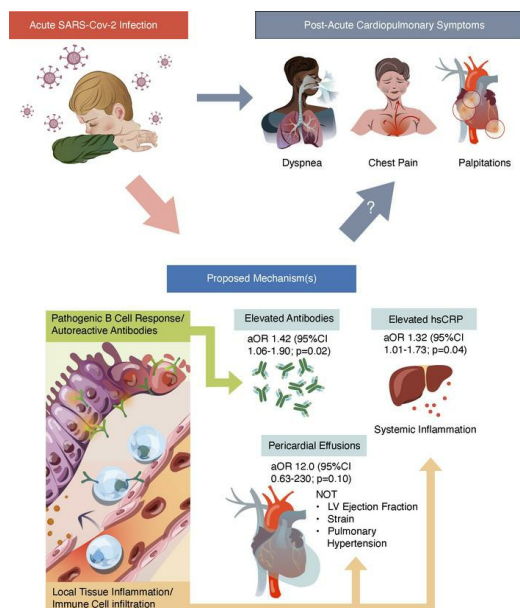 Acute SARS-Cov-2 Infection
Post-Acute Cardiopulmonary Symptoms
Dyspnea
Chest Pain
Palpitations
?
Proposed Mechanism(s)
Pathogenic B Cell Response/
Autoreactive Antibodies
Elevated Antibodies
aOR 1.42 (95%CI
1.06-1.90; p=0.02)
Elevated hsCRP
aOR 1.32 (95%CI
1.01-1.73; p=0.04)
Systemic Inflammation
Pericardial Effusions
aOR 12.0 (95%CI
0.63-230; p=0.10)
NOT
• LV Ejection Fraction
• Strain
• Pulmonary
Hypertension
Local Tissue Inflammation/
Immune Cell infiltration